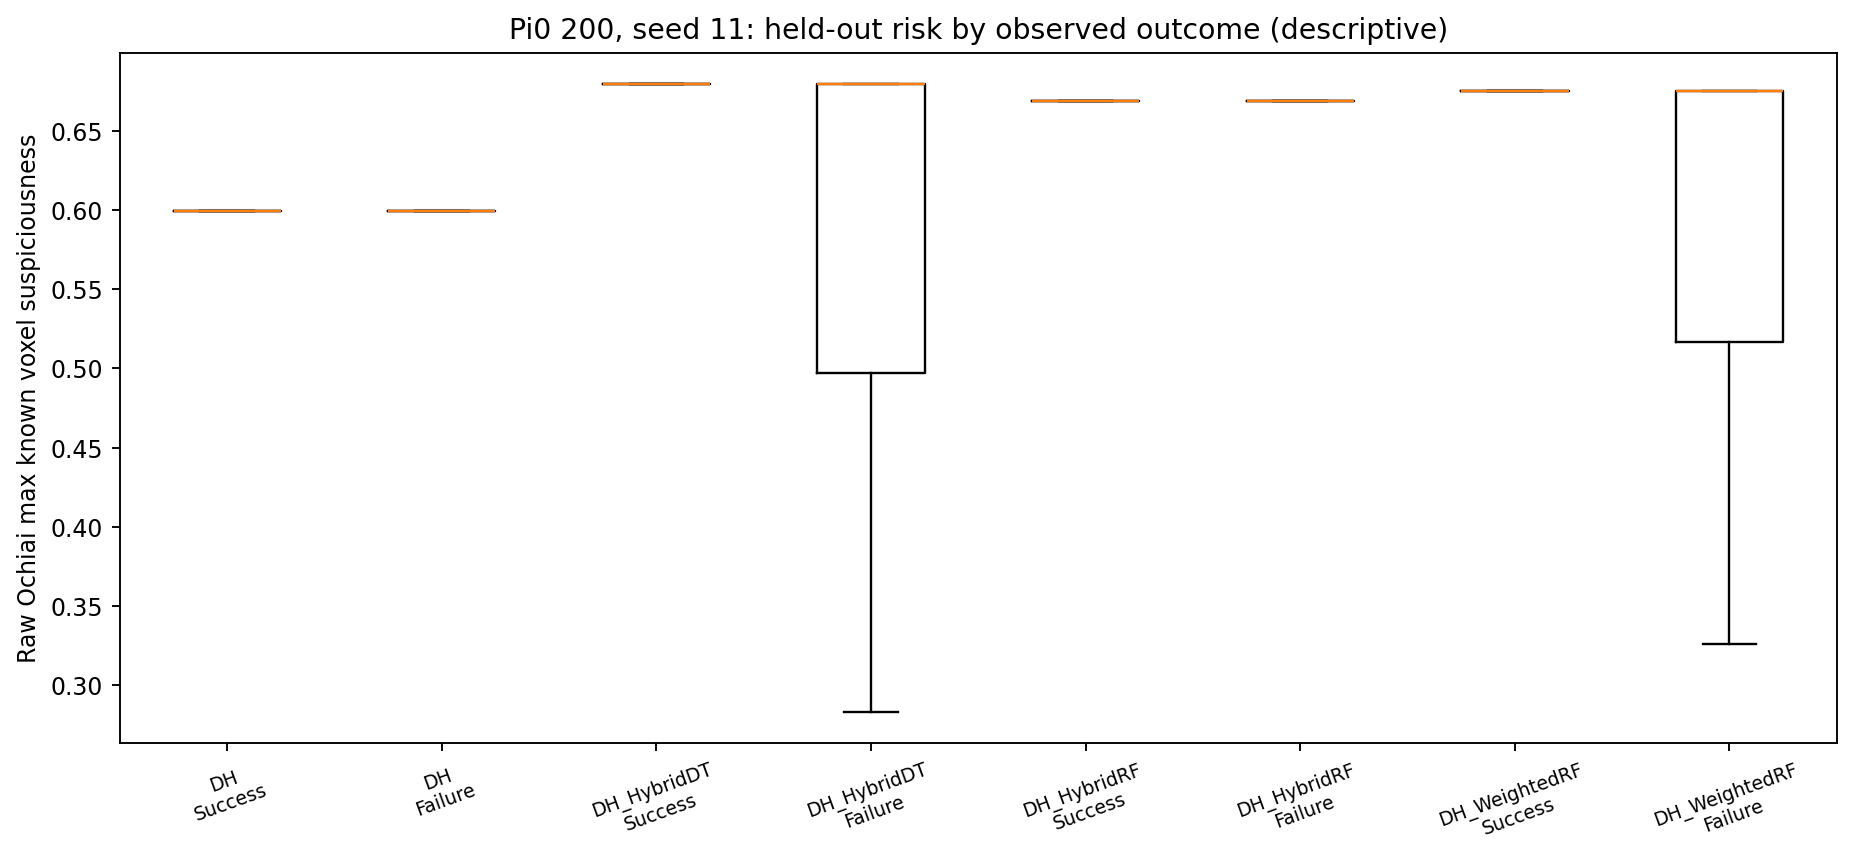 Pi0 200, seed 11: held-out risk by observed outcome (descriptive)
Raw Ochiai max known voxel suspiciousness
0.65
0.60
0.55
0.50
0.45
0.40
0.35
0.30
DH
Success
DH
Failure
DH_HybridDT
Success
DH_HybridDT
Failure
DH_HybridRF
Success
DH_HybridRF
Failure
DH_WeightedRF
Success
DH_WeightedRF
Failure